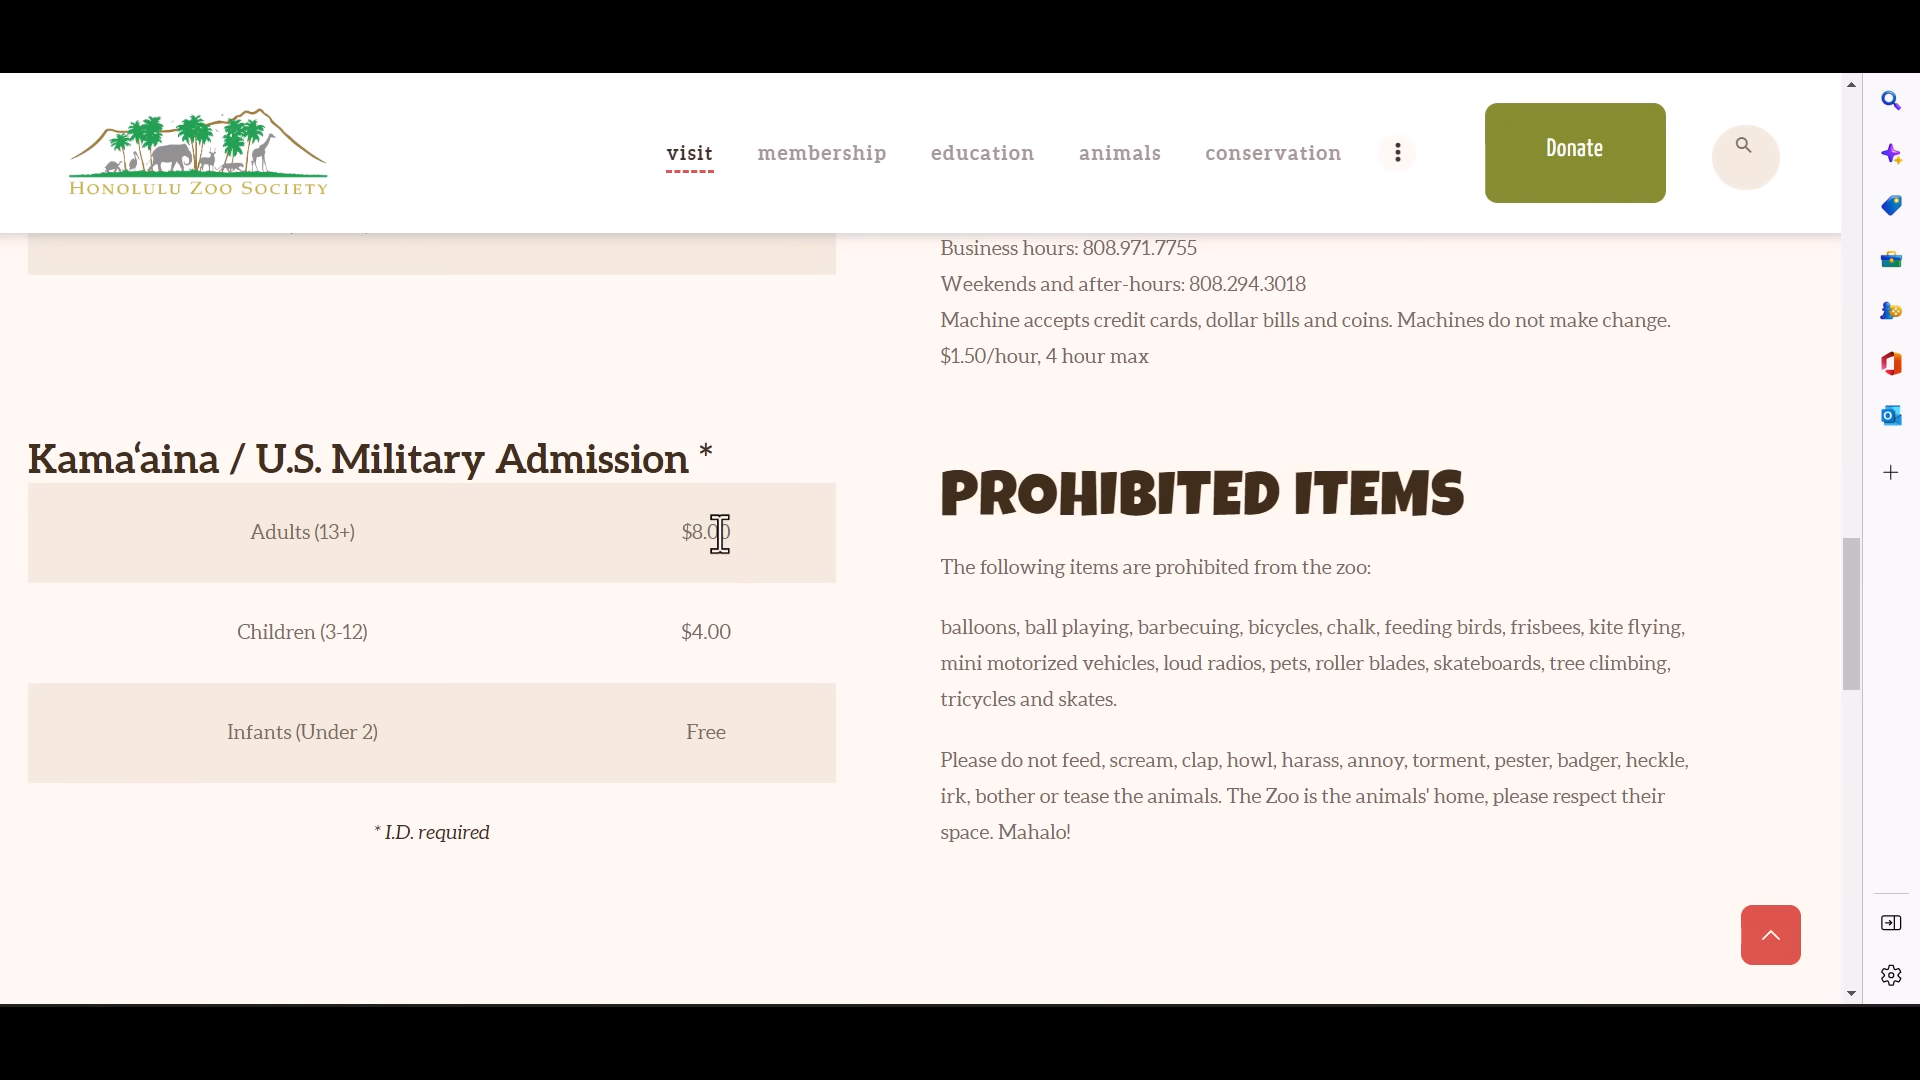 HONOLULU ZOO SOCIETY
visit
membership
education
animals
conservation
Donate
Business hours: 808.971.7755
Weekends and after-hours: 808.294.3018
Machine accepts credit cards, dollar bills and coins. Machines do not make change.
$1.50/hour, 4 hour max
Kamaʻaina / U.S. Military Admission *
Adults (13+)
$8.00
Children (3-12)
$4.00
Infants (Under 2)
Free
* I.D. required
PROHIBITED ITEMS
The following items are prohibited from the zoo:
balloons, ball playing, barbecuing, bicycles, chalk, feeding birds, frisbees, kite flying,
mini motorized vehicles, loud radios, pets, roller blades, skateboards, tree climbing,
tricycles and skates.
Please do not feed, scream, clap, howl, harass, annoy, torment, pester, badger, heckle,
irk, bother or tease the animals. The Zoo is the animals' home, please respect their
space. Mahalo!